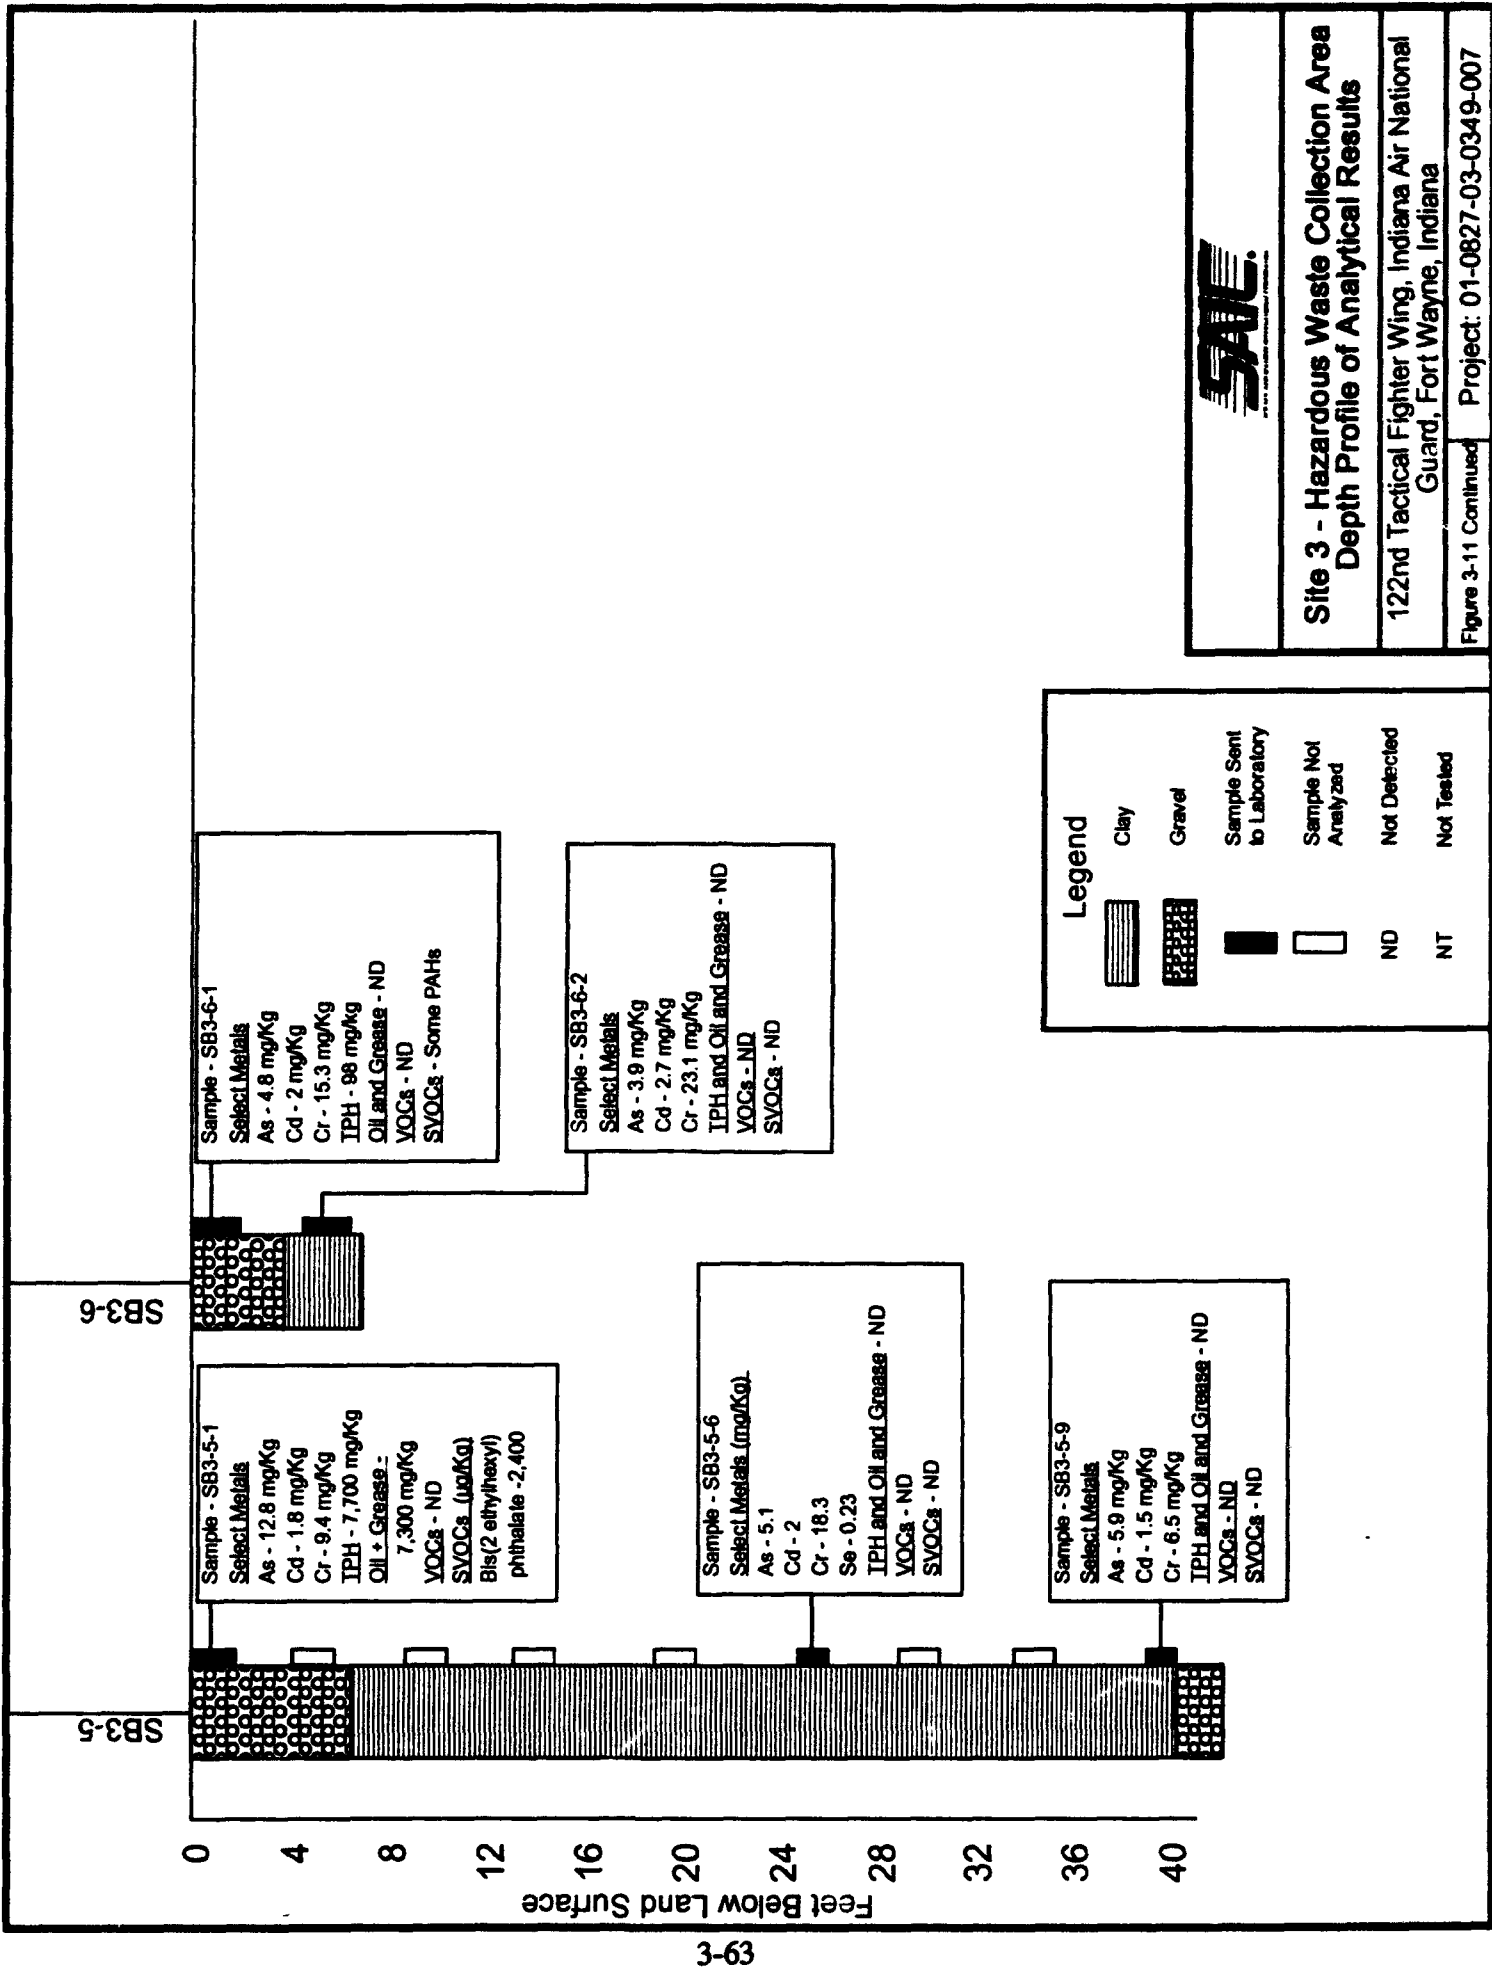 SB3-5
SB3-6
Feet Below Land Surface
0
4
8
12
16
20
24
28
32
36
40
Sample - SB3-5-1
Select Metals
As - 12.8 mg/Kg
Cd - 1.8 mg/Kg
Cr - 9.4 mg/Kg
TPH - 7,700 mg/Kg
Oil + Grease -
7,300 mg/Kg
VOCs - ND
SVOCs (µg/Kg)
Bis(2 ethylhexyl)
phthalate -2,400
Sample - SB3-5-6
Select Metals (mg/Kg)
As - 5.1
Cd - 2
Cr - 18.3
Se - 0.23
TPH and Oil and Grease - ND
VOCs - ND
SVOCs - ND
Sample - SB3-5-9
Select Metals
As - 5.9 mg/Kg
Cd - 1.5 mg/Kg
Cr - 6.5 mg/Kg
TPH and Oil and Grease - ND
VOCs - ND
SVOCs - ND
Sample - SB3-6-1
Select Metals
As - 4.8 mg/Kg
Cd - 2 mg/Kg
Cr - 15.3 mg/Kg
TPH - 98 mg/kg
Oil and Grease - ND
VOCs - ND
SVOCs - Some PAHs
Sample - SB3-6-2
Select Metals
As - 3.9 mg/Kg
Cd - 2.7 mg/Kg
Cr - 23.1 mg/Kg
TPH and Oil and Grease - ND
VOCs - ND
SVOCs - ND
Legend
Clay
Gravel
Sample Sent
to Laboratory
Sample Not
Analyzed
ND Not Detected
NT Not Tested
SAIC
Site 3 - Hazardous Waste Collection Area
Depth Profile of Analytical Results
122nd Tactical Fighter Wing, Indiana Air National
Guard, Fort Wayne, Indiana
Figure 3-11 Continued
Project: 01-0827-03-0349-007
3-63